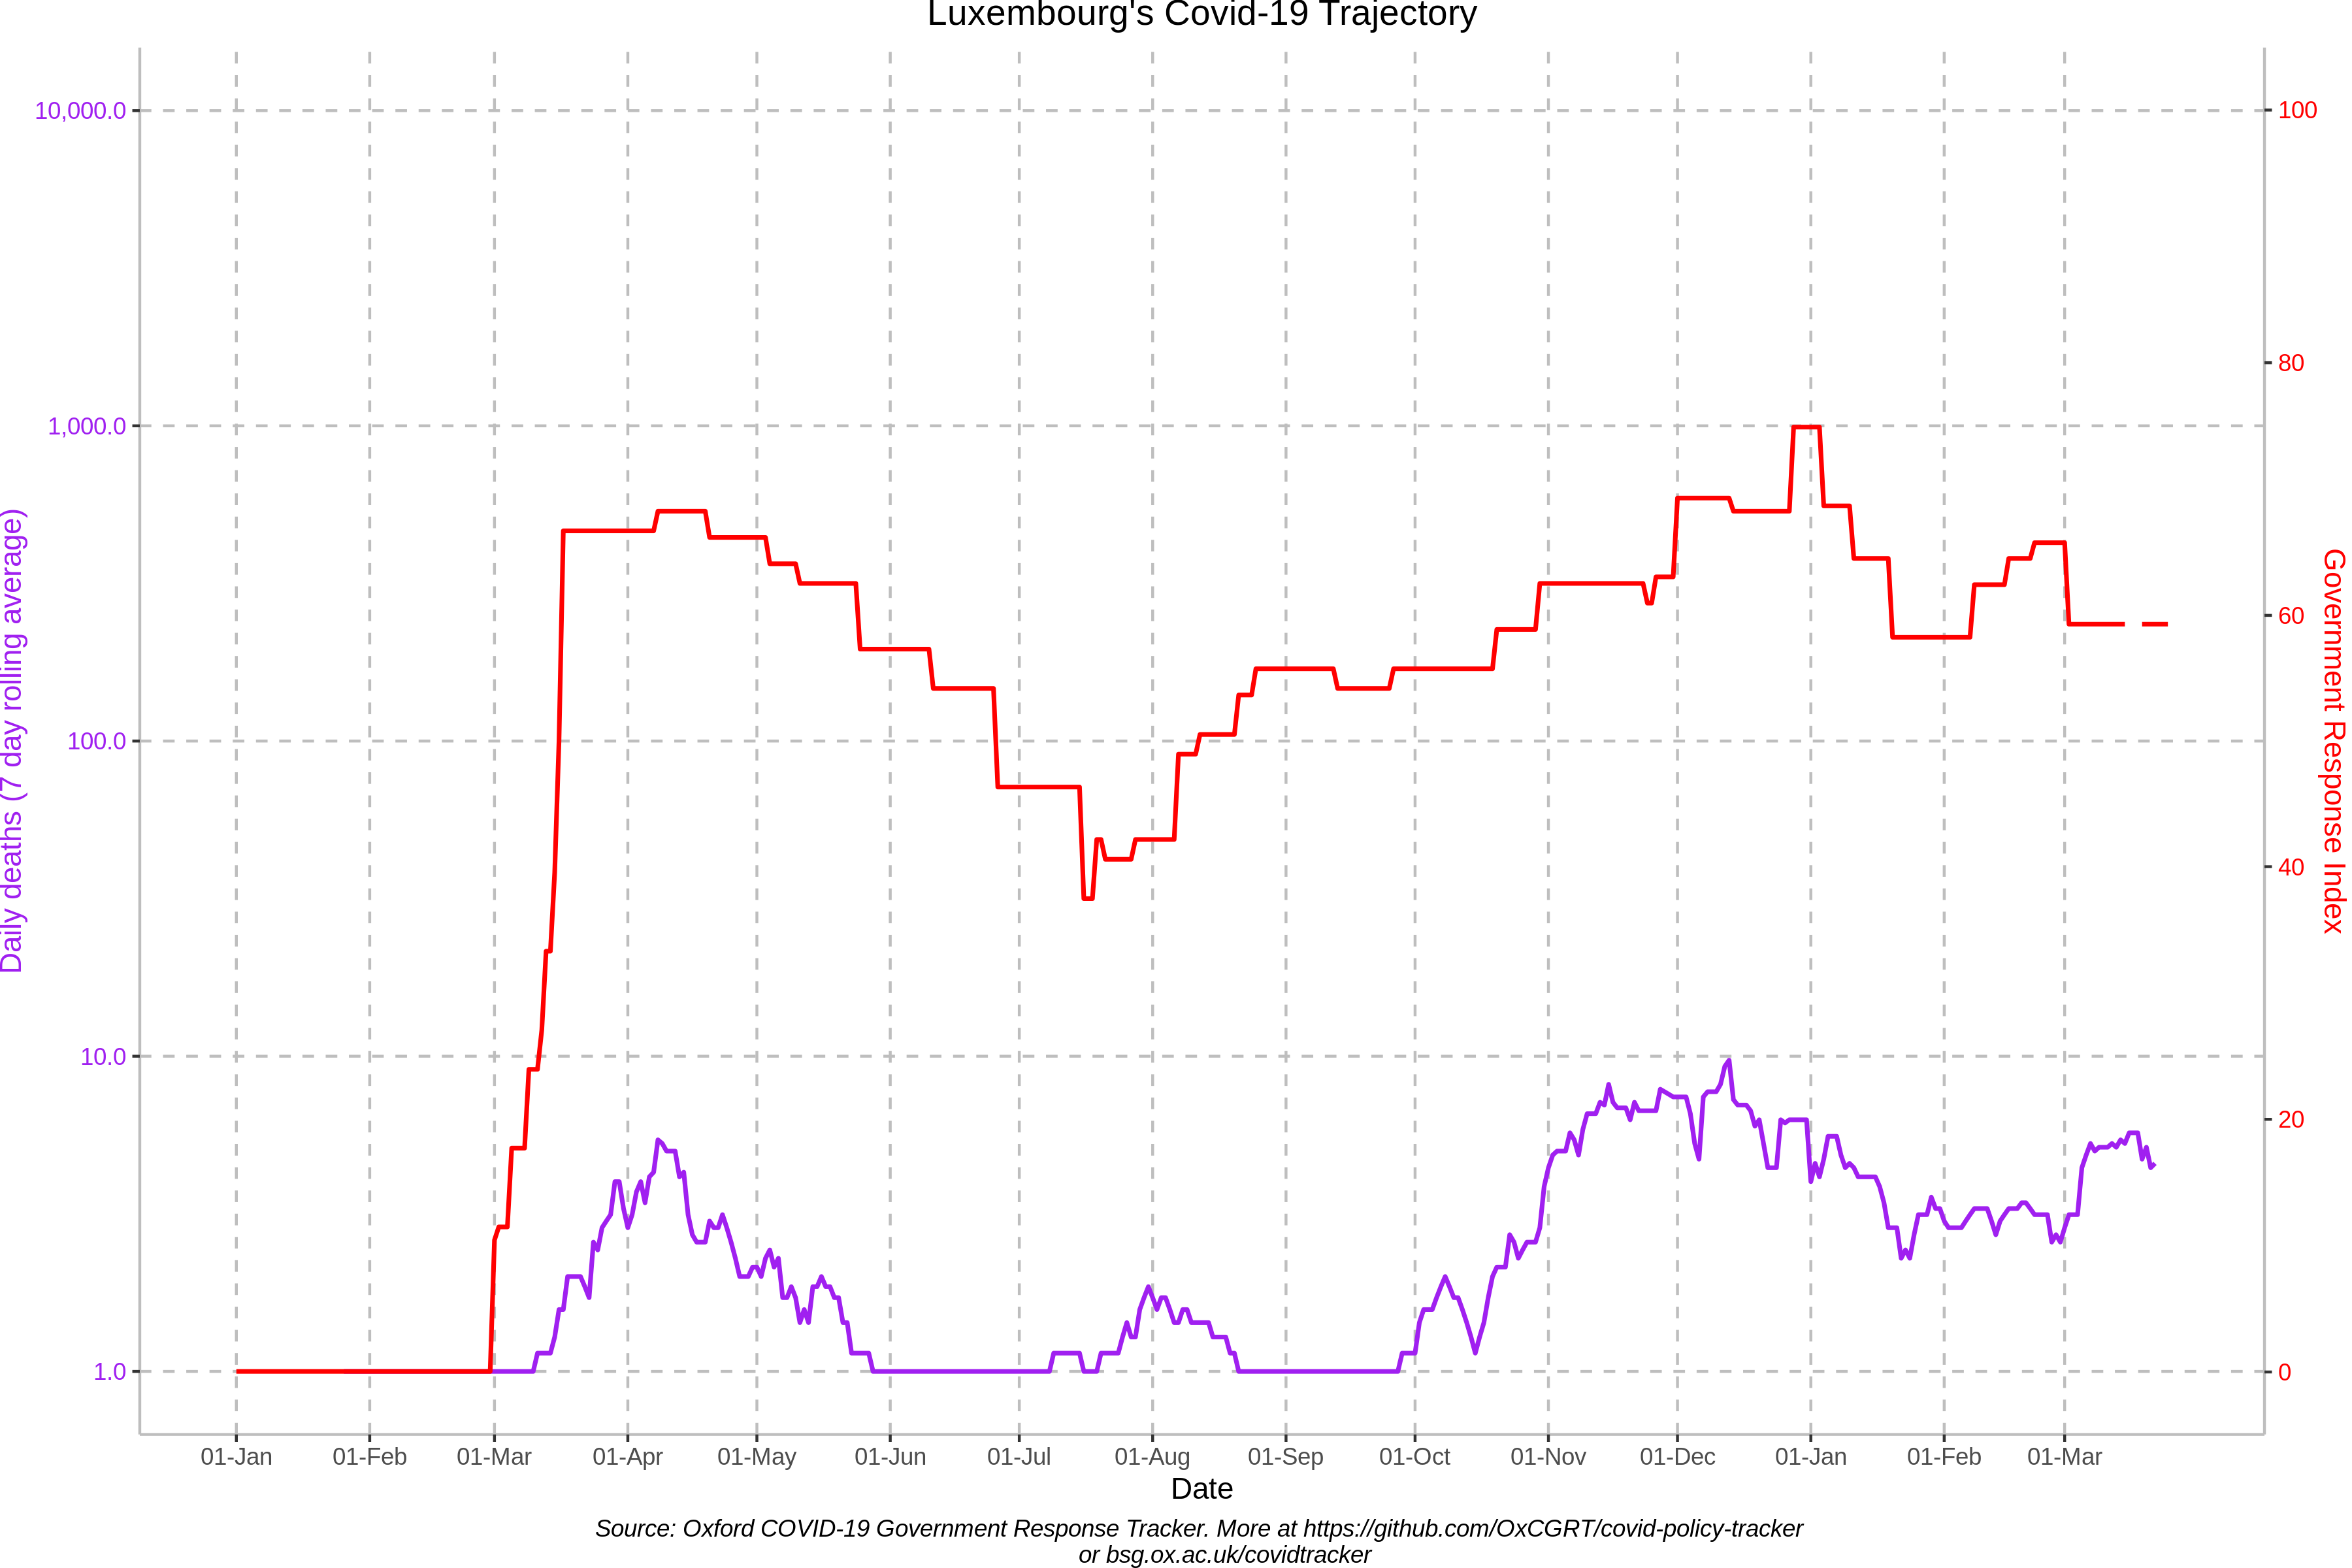 Luxembourg's Covid-19 Trajectory
10,000.0
1,000.0
100.0
10.0
1.0
Daily deaths (7 day rolling average)
100
80
60
40
20
0
Government Response Index
01-Jan 01-Feb 01-Mar 01-Apr 01-May 01-Jun 01-Jul 01-Aug 01-Sep 01-Oct 01-Nov 01-Dec 01-Jan 01-Feb 01-Mar
Date
Source: Oxford COVID-19 Government Response Tracker. More at https://github.com/OxCGRT/covid-policy-tracker
or bsg.ox.ac.uk/covidtracker